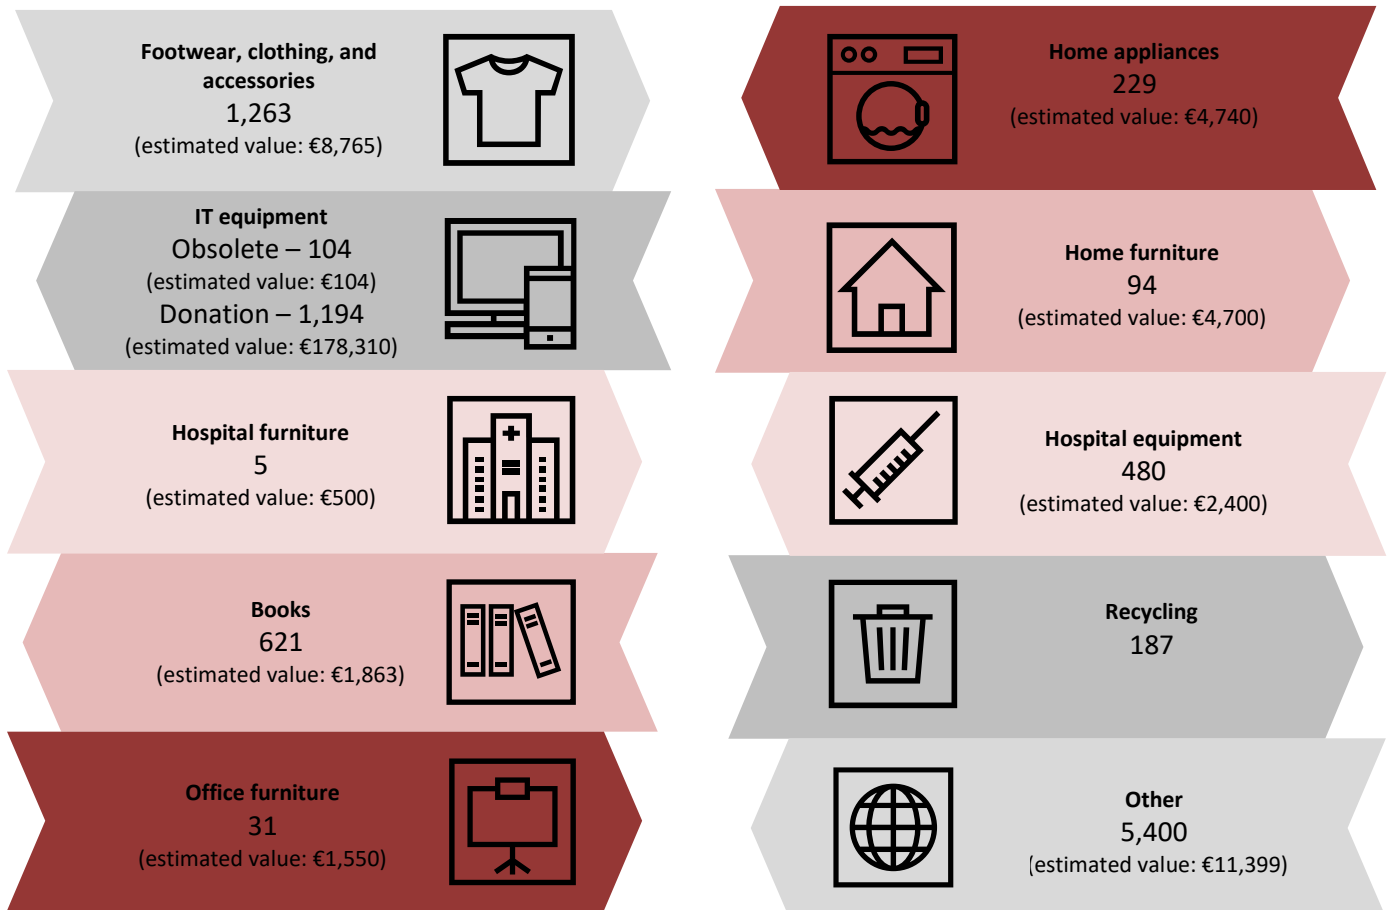 Footwear, clothing, and
accessories
1,263
(estimated value: €8,765)
IT equipment
Obsolete – 104
(estimated value: €104)
Donation – 1,194
(estimated value: €178,310)
Hospital furniture
5
(estimated value: €500)
Books
621
(estimated value: €1,863)
Office furniture
31
(estimated value: €1,550)
Home appliances
229
(estimated value: €4,740)
Home furniture
94
(estimated value: €4,700)
Hospital equipment
480
(estimated value: €2,400)
Recycling
187
Other
5,400
(estimated value: €11,399)